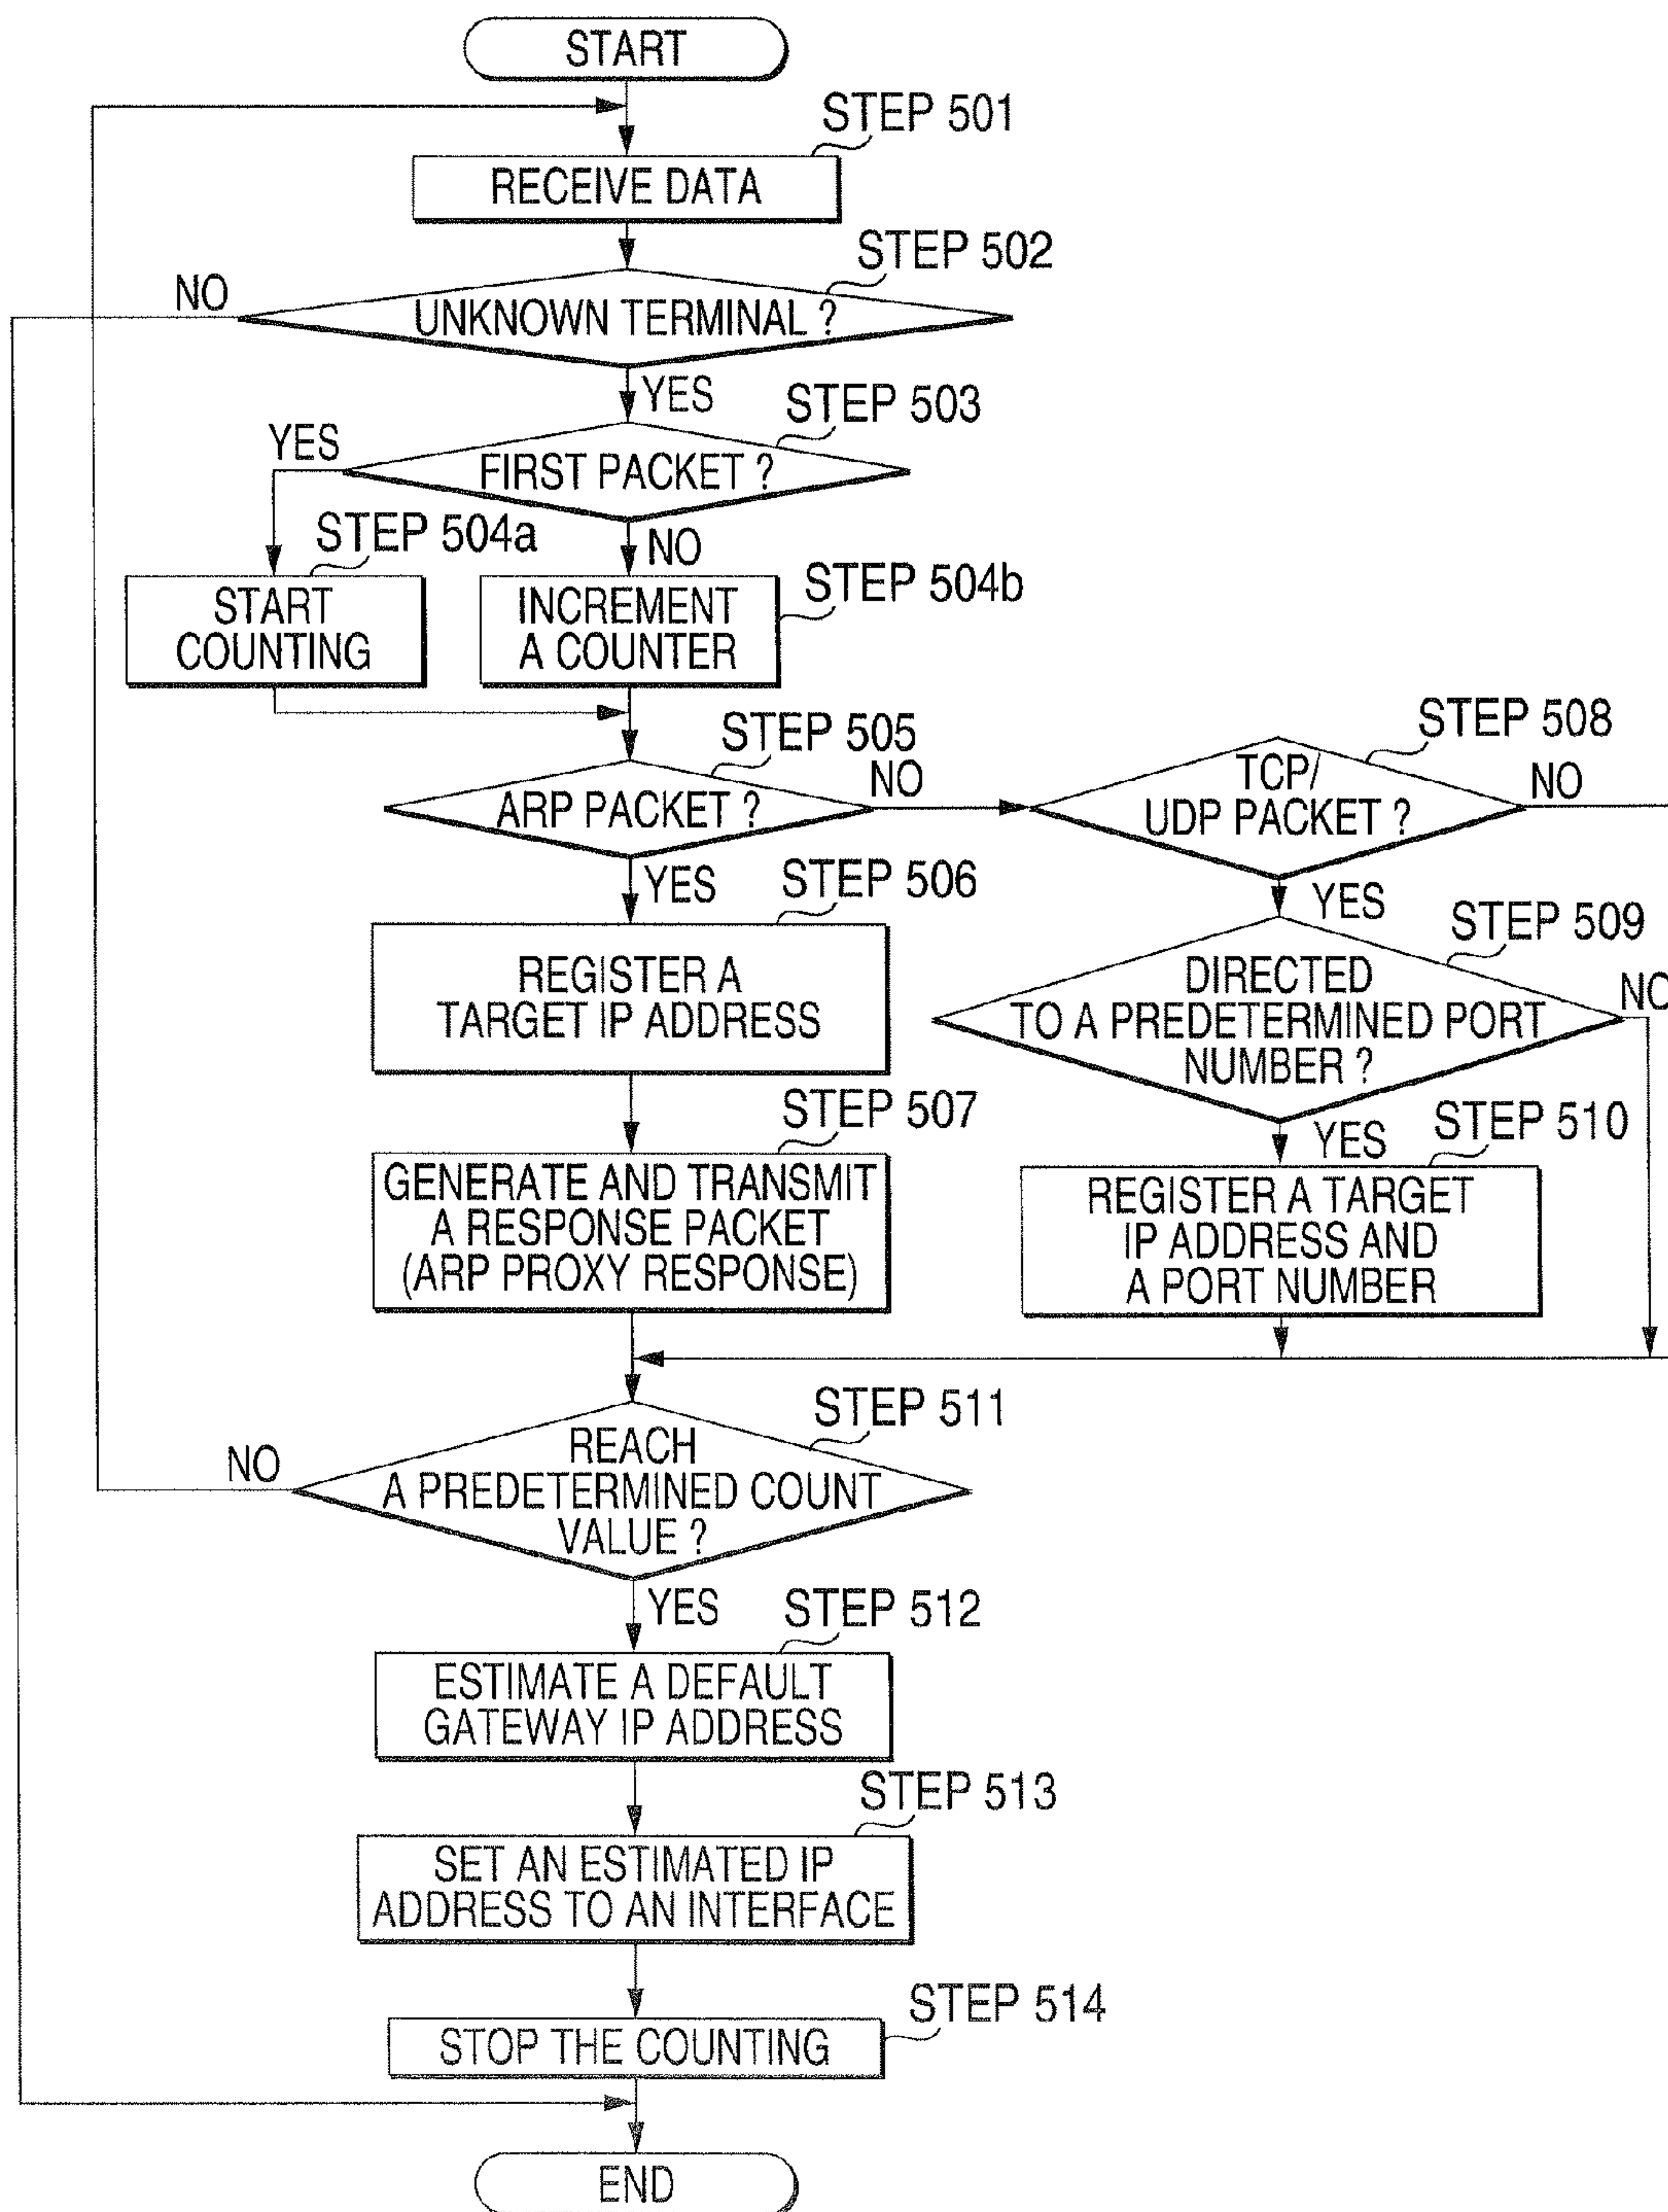 START
STEP 501
RECEIVE DATA
STEP 502
NO
UNKNOWN TERMINAL ?
YES
STEP 503
YES
FIRST PACKET ?
STEP 504a
NO
STEP 504b
START
COUNTING
INCREMENT
A COUNTER
STEP 505
NO
ARP PACKET ?
STEP 508
TCP/
UDP PACKET ?
NO
YES
STEP 506
REGISTER A
TARGET IP ADDRESS
YES
STEP 509
DIRECTED
TO A PREDETERMINED PORT
NUMBER ?
NO
STEP 507
GENERATE AND TRANSMIT
A RESPONSE PACKET
(ARP PROXY RESPONSE)
YES
STEP 510
REGISTER A TARGET
IP ADDRESS AND
A PORT NUMBER
STEP 511
NO
REACH
A PREDETERMINED COUNT
VALUE ?
YES
STEP 512
ESTIMATE A DEFAULT
GATEWAY IP ADDRESS
STEP 513
SET AN ESTIMATED IP
ADDRESS TO AN INTERFACE
STEP 514
STOP THE COUNTING
END